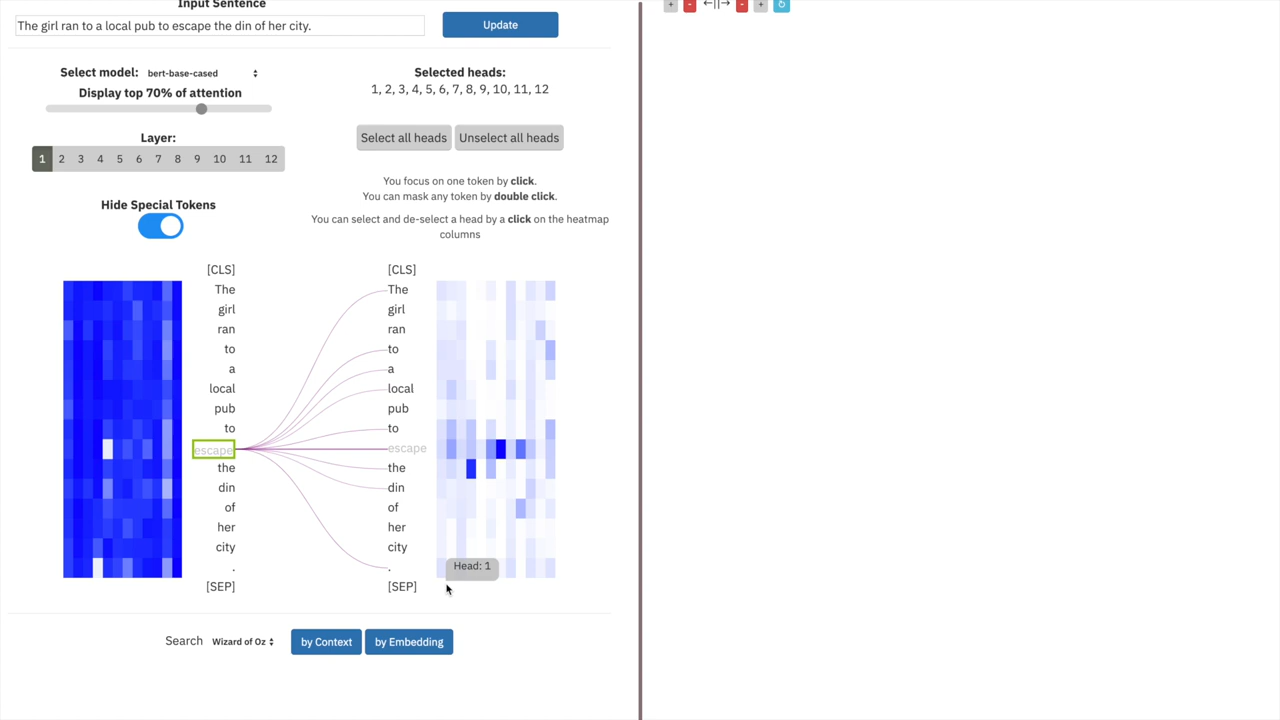 Input Sentence
The girl ran to a local pub to escape the din of her city.
Update
Select model: bert-base-cased
Display top 70% of attention
Layer:
1 2 3 4 5 6 7 8 9 10 11 12
Hide Special Tokens
Selected heads:
1, 2, 3, 4, 5, 6, 7, 8, 9, 10, 11, 12
Select all heads Unselect all heads
You focus on one token by click.
You can mask any token by double click.
You can select and de-select a head by a click on the heatmap
columns
[CLS] [CLS]
The The
girl girl
ran ran
to to
a a
local local
pub pub
to to
escape escape
the the
din din
of of
her her
city city
. .
Head: 1
[SEP] [SEP]
Search Wizard of Oz by Context by Embedding
+ - ←||→ - + ↻